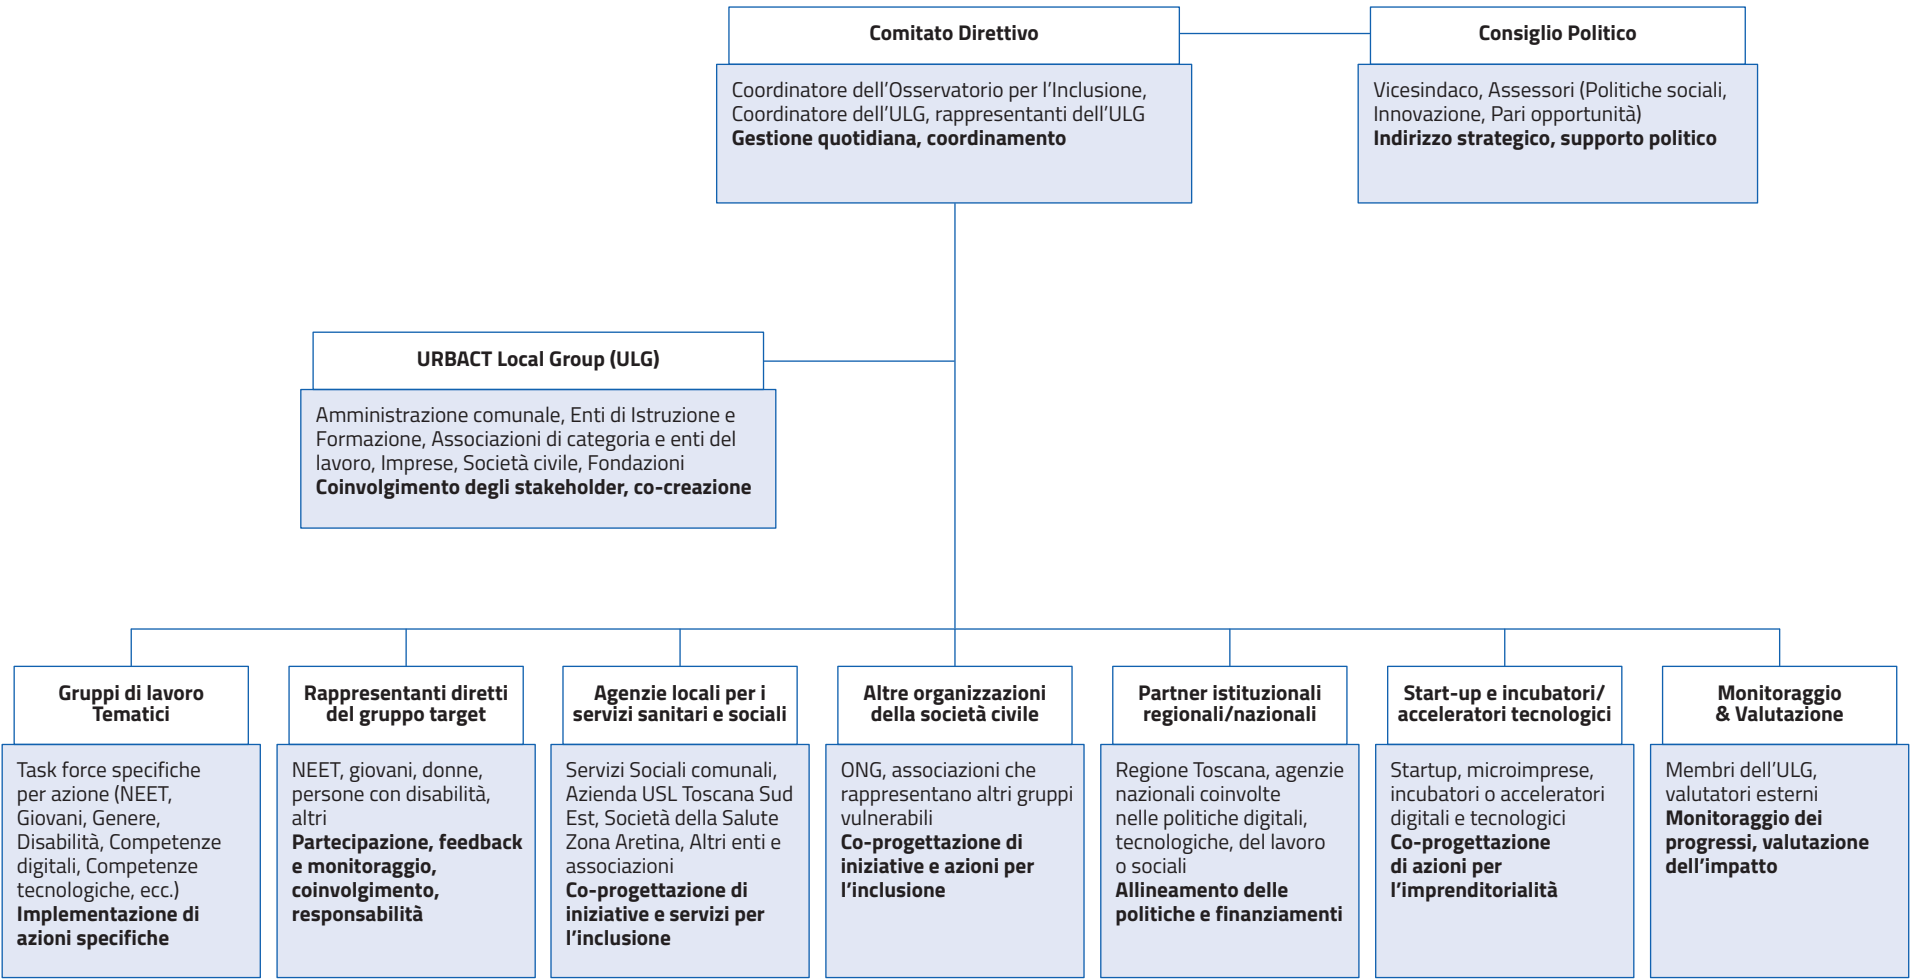 Comitato Direttivo
Coordinatore dell’Osservatorio per l’Inclusione,
Coordinatore dell’ULG, rappresentanti dell’ULG
Gestione quotidiana, coordinamento
Consiglio Politico
Vicesindaco, Assessori (Politiche sociali,
Innovazione, Pari opportunità)
Indirizzo strategico, supporto politico
URBACT Local Group (ULG)
Amministrazione comunale, Enti di Istruzione e
Formazione, Associazioni di categoria e enti del
lavoro, Imprese, Società civile, Fondazioni
Coinvolgimento degli stakeholder, co-creazione
Gruppi di lavoro
Tematici
Task force specifiche
per azione (NEET,
Giovani, Genere,
Disabilità, Competenze
digitali, Competenze
tecnologiche, ecc.)
Implementazione di
azioni specifiche
Rappresentanti diretti
del gruppo target
NEET, giovani, donne,
persone con disabilità,
altri
Partecipazione, feedback
e monitoraggio,
coinvolgimento,
responsabilità
Agenzie locali per i
servizi sanitari e sociali
Servizi Sociali comunali,
Azienda USL Toscana Sud
Est, Società della Salute
Zona Aretina, Altri enti e
associazioni
Co-progettazione di
iniziative e servizi per
l’inclusione
Altre organizzazioni
della società civile
ONG, associazioni che
rappresentano altri gruppi
vulnerabili
Co-progettazione di
iniziative e azioni per
l’inclusione
Partner istituzionali
regionali/nazionali
Regione Toscana, agenzie
nazionali coinvolte
nelle politiche digitali,
tecnologiche, del lavoro
o sociali
Allineamento delle
politiche e finanziamenti
Start-up e incubatori/
acceleratori tecnologici
Startup, microimprese,
incubatori o acceleratori
digitali e tecnologici
Co-progettazione
di azioni per
l’imprenditorialità
Monitoraggio
& Valutazione
Membri dell’ULG,
valutatori esterni
Monitoraggio dei
progressi, valutazione
dell’impatto